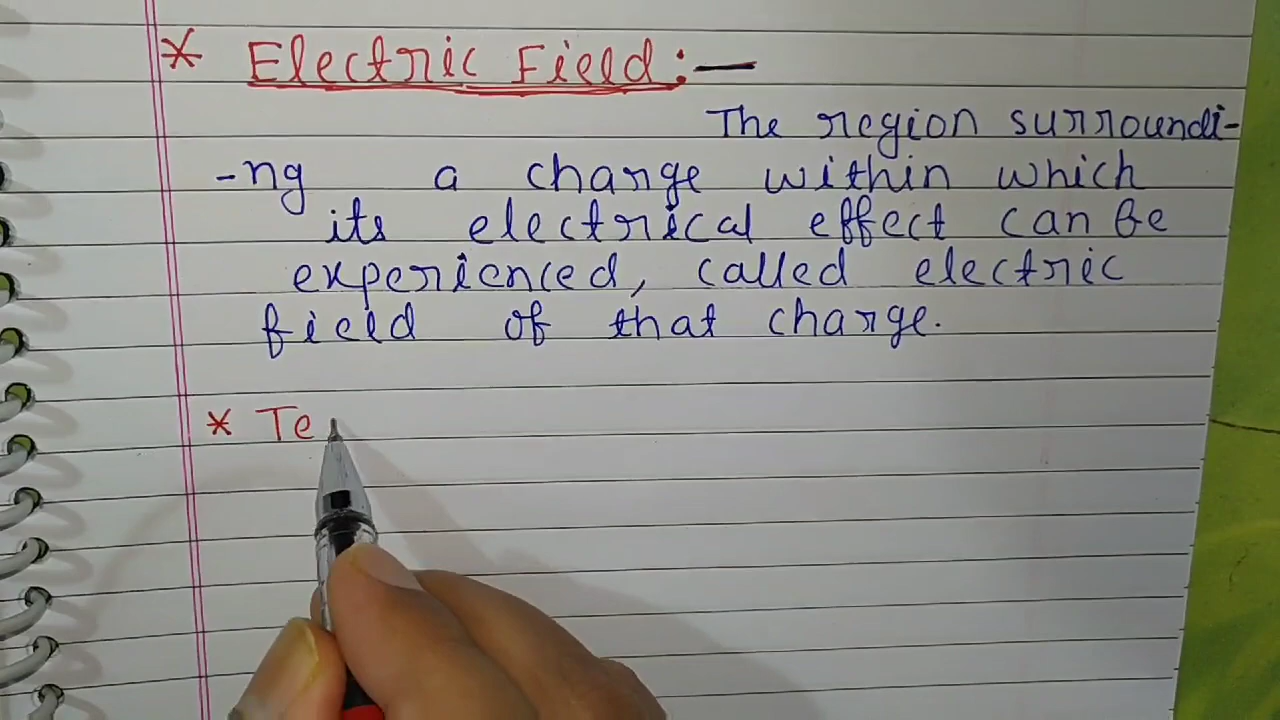 * Electric Field:—
The region surroundi-
-ng a charge within which
its electrical effect can be
experienced, called electric
field of that charge.
* Te